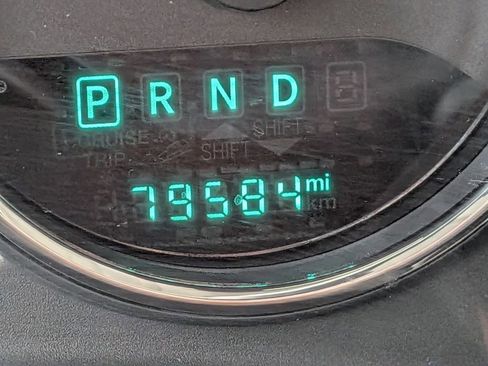 P R N D
CRUISE SHIFT
TRIP SHIFT
79584 mi
km